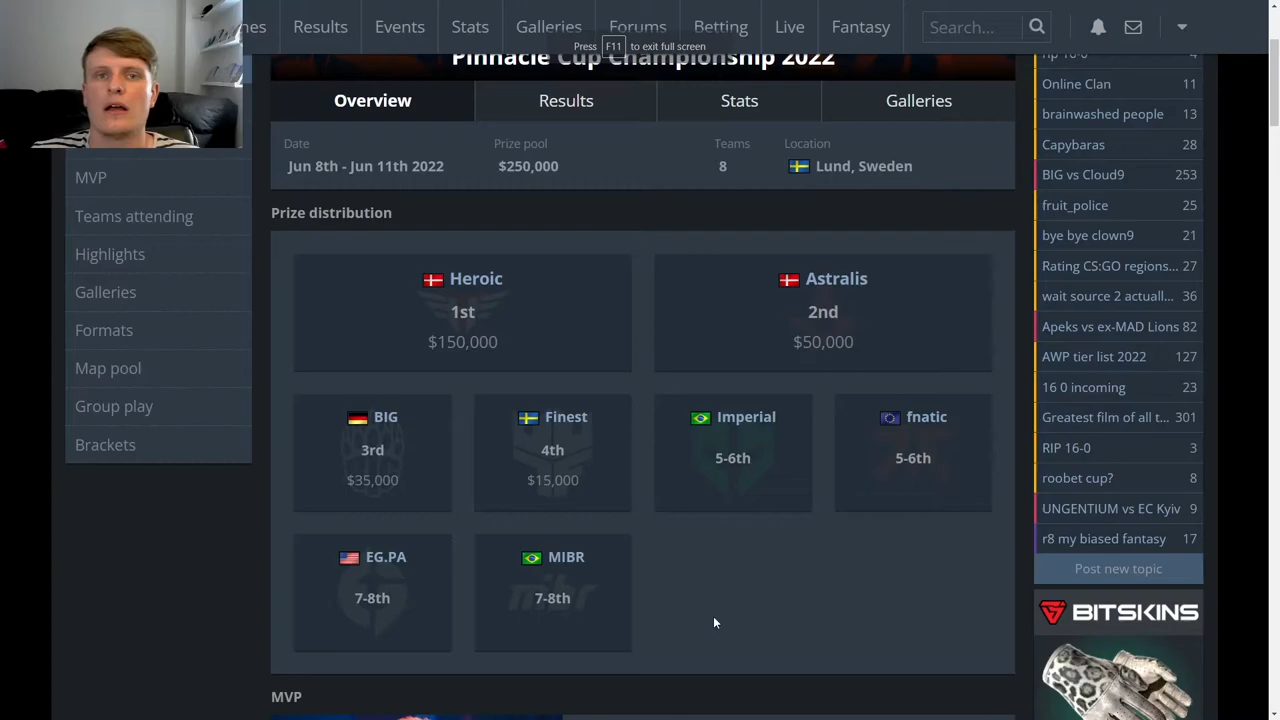 nes Results Events Stats Galleries Forums Betting Live Fantasy Search...
Press F11 to exit full screen
Pinnacle Cup Championship 2022
Overview Results Stats Galleries
Date Prize pool Teams Location
Jun 8th - Jun 11th 2022 $250,000 8 Lund, Sweden
MVP
Teams attending
Highlights
Galleries
Formats
Map pool
Group play
Brackets
Prize distribution
Heroic
1st
$150,000
Astralis
2nd
$50,000
BIG
3rd
$35,000
Finest
4th
$15,000
Imperial
5-6th
fnatic
5-6th
EG.PA
7-8th
MIBR
7-8th
mibr
MVP
rip 16-0 4
Online Clan 11
brainwashed people 13
Capybaras 28
BIG vs Cloud9 253
fruit_police 25
bye bye clown9 21
Rating CS:GO regions... 27
wait source 2 actuall... 36
Apeks vs ex-MAD Lions 82
AWP tier list 2022 127
16 0 incoming 23
Greatest film of all t... 301
RIP 16-0 3
roobet cup? 8
UNGENTIUM vs EC Kyiv 9
r8 my biased fantasy 17
Post new topic
BITSKINS